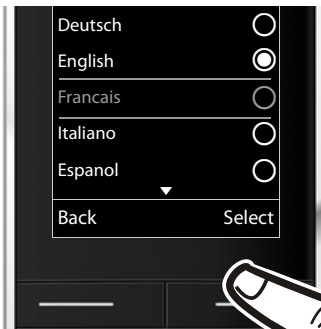 Deutsch
English
Francais
Italiano
Espanol
Back Select